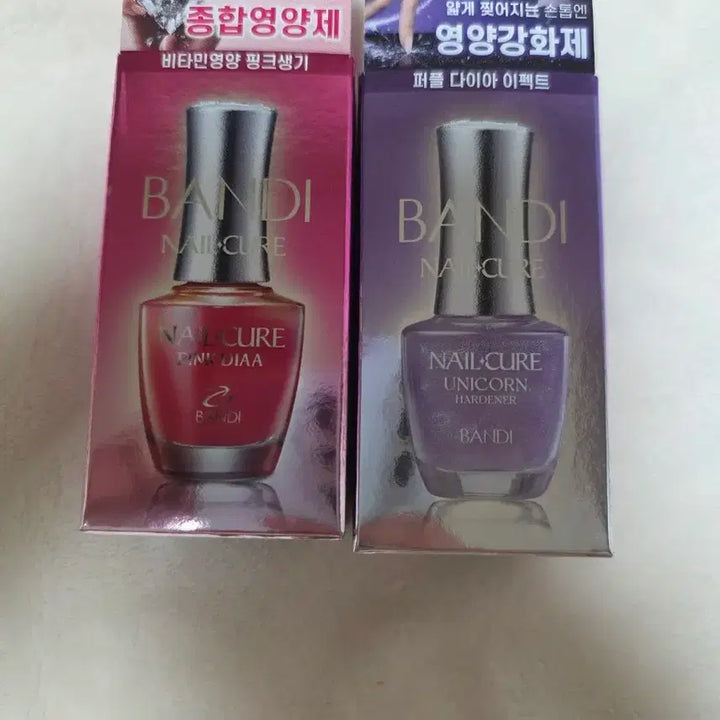 종합영양제
비타민영양 핑크생기
BANDI
NAIL•CURE
NAIL•CURE
PINK DIAA
BANDI
얇게 찢어지는 손톱엔
영양강화제
퍼플 다이아 이펙트
BANDI
NAIL•CURE
NAIL•CURE
UNICORN
HARDENER
BANDI